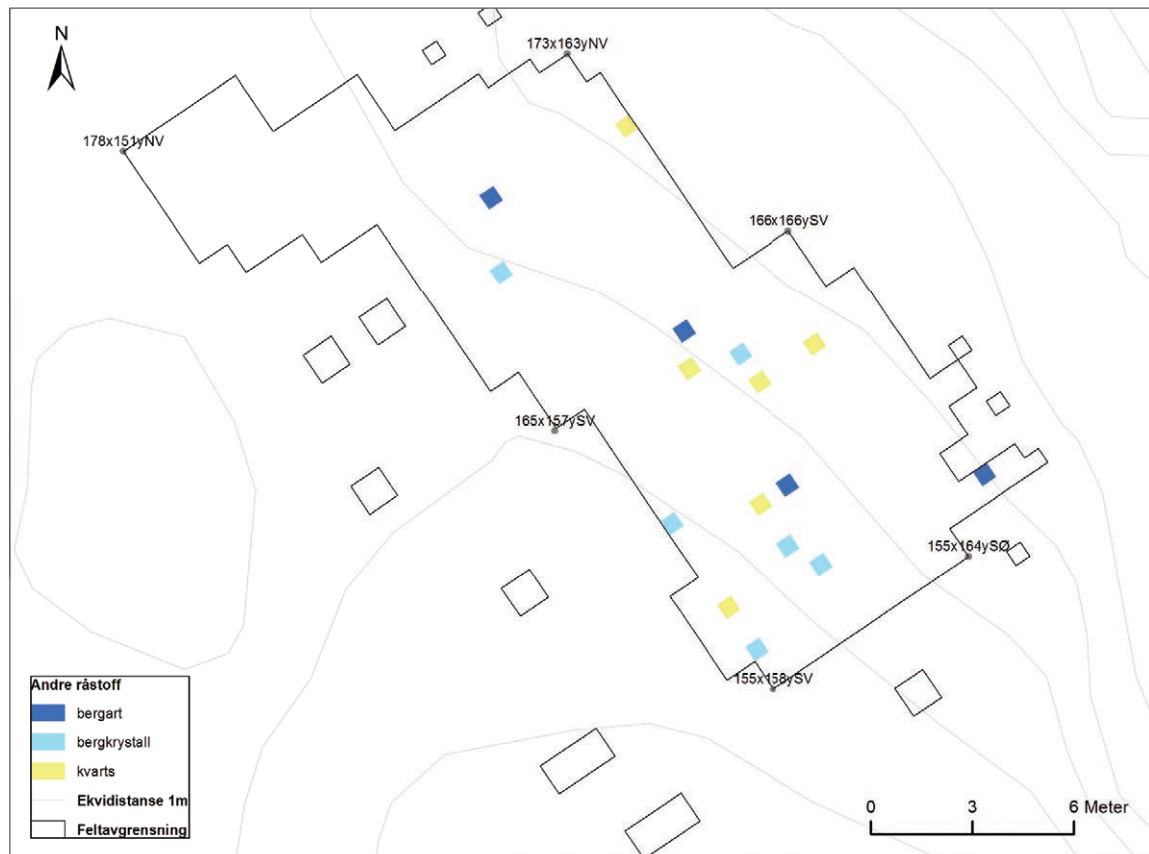 N
173x163yNV
178x151yNV
166x166ySV
165x157ySV
155x164ySØ
155x158ySV
Andre råstoff
bergart
bergkrystall
kvarts
Ekvidistanse 1m
Feltavgrensning
0 3 6 Meter